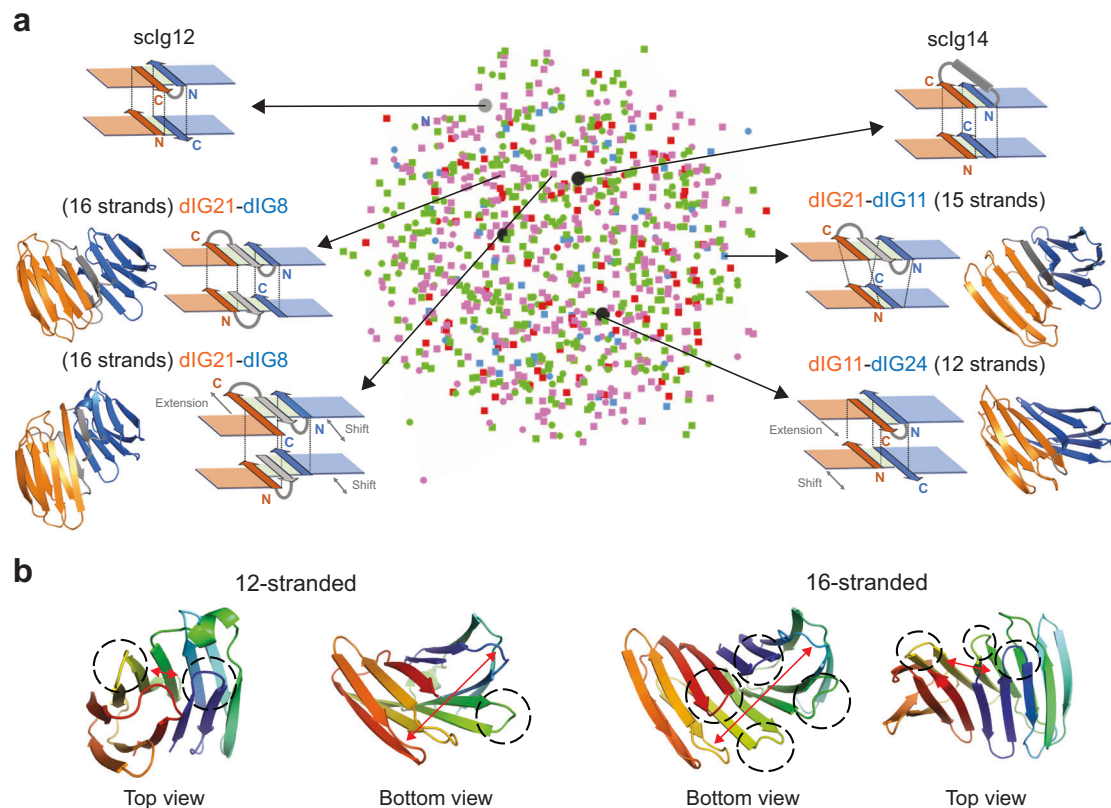 a
scIg12
scIg14
N
C
N
C
C
N
N
C
N
(16 strands) dIG21-dIG8
C
N
C
N
dIG21-dIG11 (15 strands)
C
N
C
N
(16 strands) dIG21-dIG8
C
Extension
N
Shift
C
N
Shift
dIG11-dIG24 (12 strands)
C
Extension
N
Shift
N
C
b
12-stranded
16-stranded
Top view
Bottom view
Bottom view
Top view